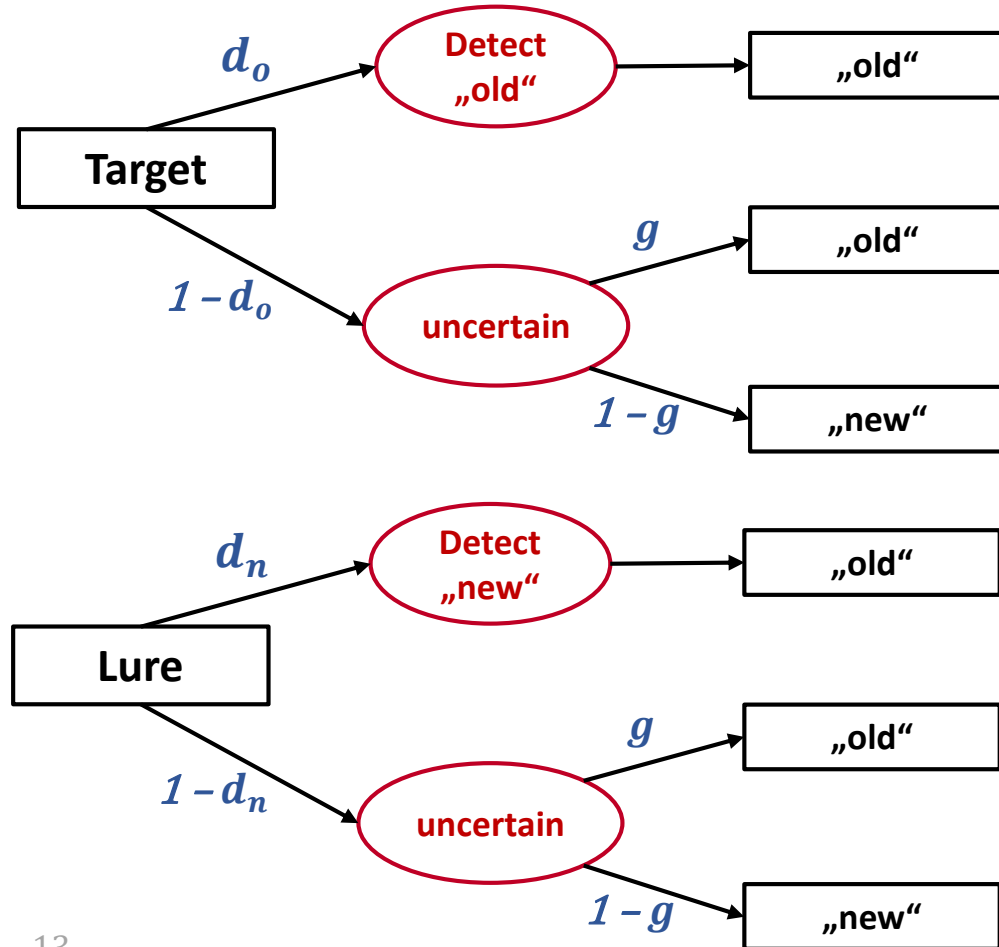 d_o
Detect
„old“
„old“
Target
g
„old“
1 – d_o
uncertain
1 – g
„new“
d_n
Detect
„new“
„old“
Lure
g
„old“
1 – d_n
uncertain
1 – g
„new“
13